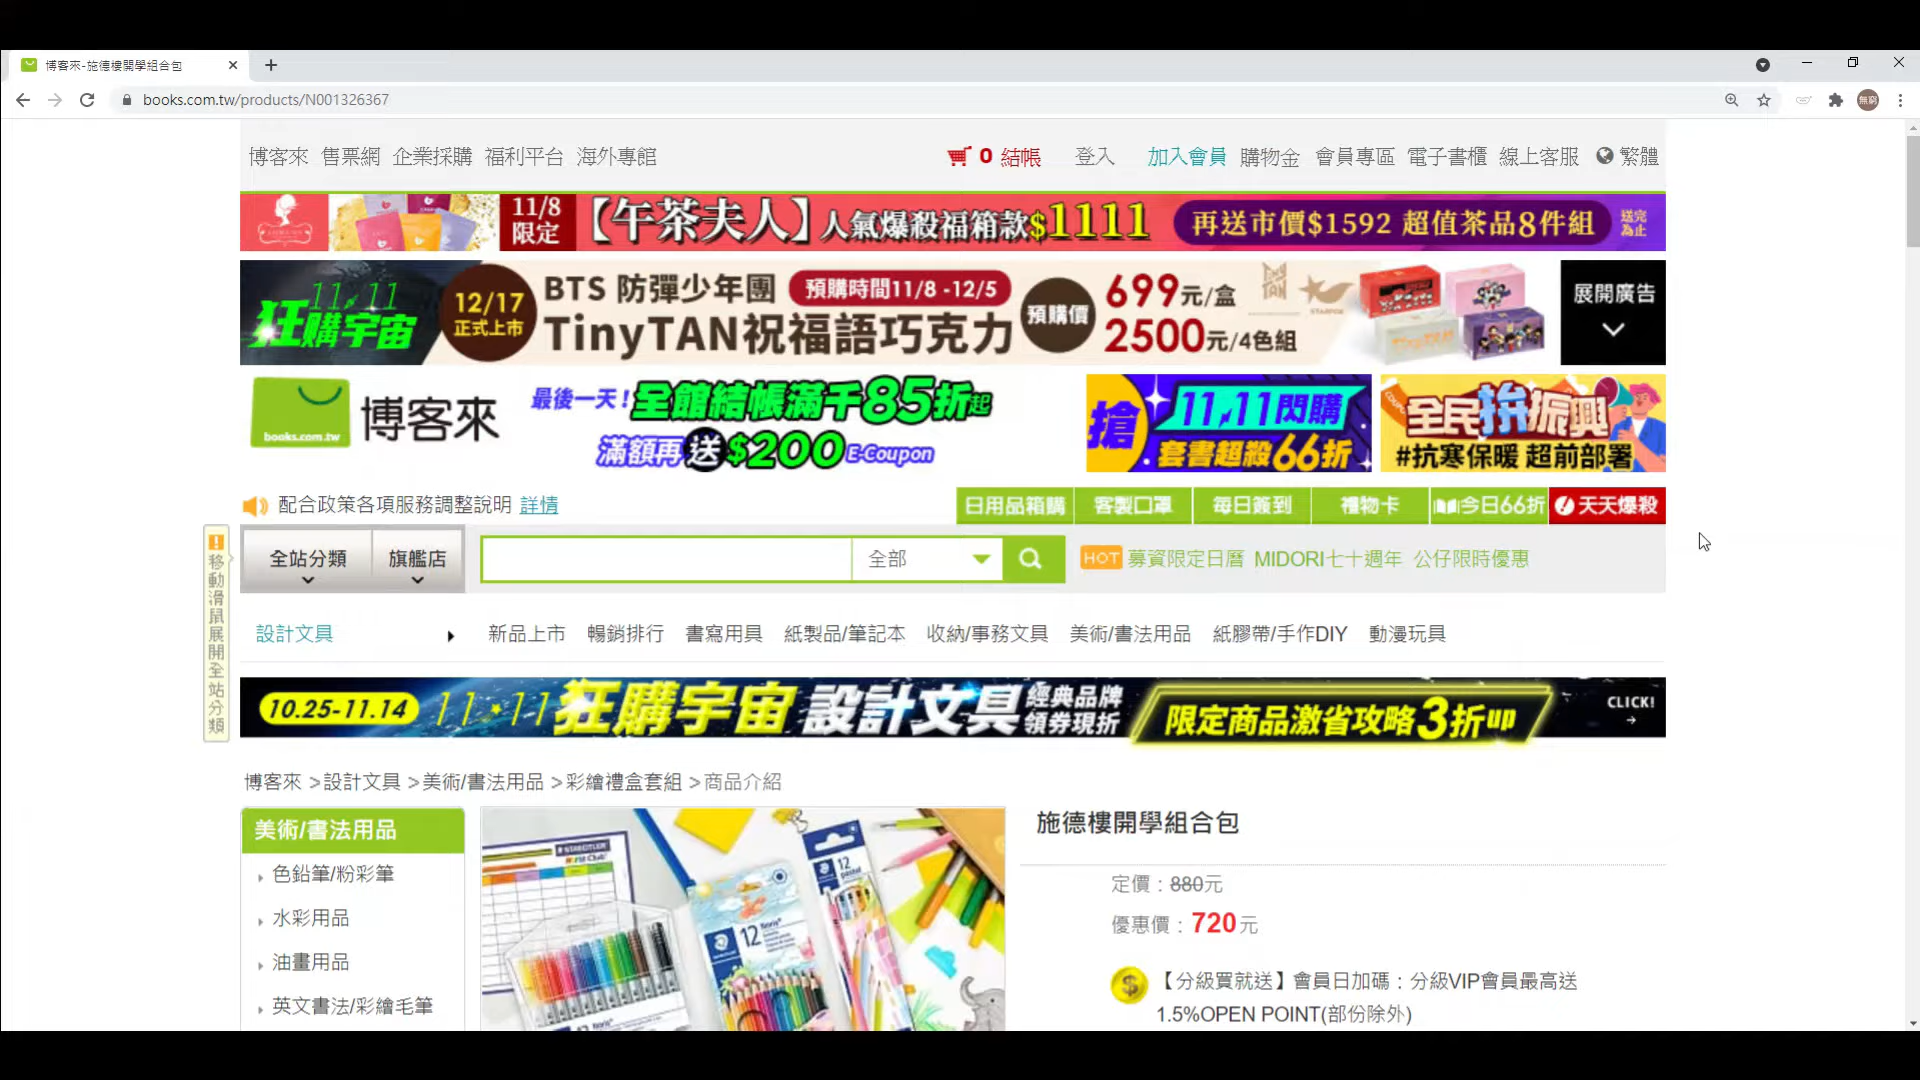 博客來-施德樓開學組合包
books.com.tw/products/N001326367
無窮
博客來 售票網 企業採購 福利平台 海外專館
0 結帳 登入 加入會員 購物金 會員專區 電子書櫃 線上客服 繁體
11/8 限定 【午茶夫人】人氣爆殺福箱款$1111 再送市價$1592 超值茶品8件組 送完為止
11.11 狂購宇宙
12/17 正式上市
BTS 防彈少年團 預購時間11/8 -12/5
TinyTAN祝福語巧克力
預購價 699元/盒
2500元/4色組
展開廣告
books.com.tw 博客來
最後一天!全館結帳滿千85折起
滿額再送$200 E-Coupon
搶 11.11閃購
套書超殺66折
全民拚振興
#抗寒保暖 超前部署
配合政策各項服務調整說明 詳情
日用品箱購 客製口罩 每日簽到 禮物卡 今日66折 天天爆殺
!移動滑鼠展開全站分類
全站分類 旗艦店
全部
HOT 募資限定日曆 MIDORI七十週年 公仔限時優惠
設計文具 新品上市 暢銷排行 書寫用具 紙製品/筆記本 收納/事務文具 美術/書法用品 紙膠帶/手作DIY 動漫玩具
10.25-11.14 11.11 狂購宇宙 設計文具 經典品牌 領券現折 限定商品激省攻略3折up CLICK!
博客來 >設計文具 >美術/書法用品 >彩繪禮盒套組 >商品介紹
美術/書法用品
色鉛筆/粉彩筆
水彩用品
油畫用品
英文書法/彩繪毛筆
STAEDTLER
12
12
施德樓開學組合包
定價：880元
優惠價：720元
【分級買就送】會員日加碼：分級VIP會員最高送
1.5%OPEN POINT(部份除外)